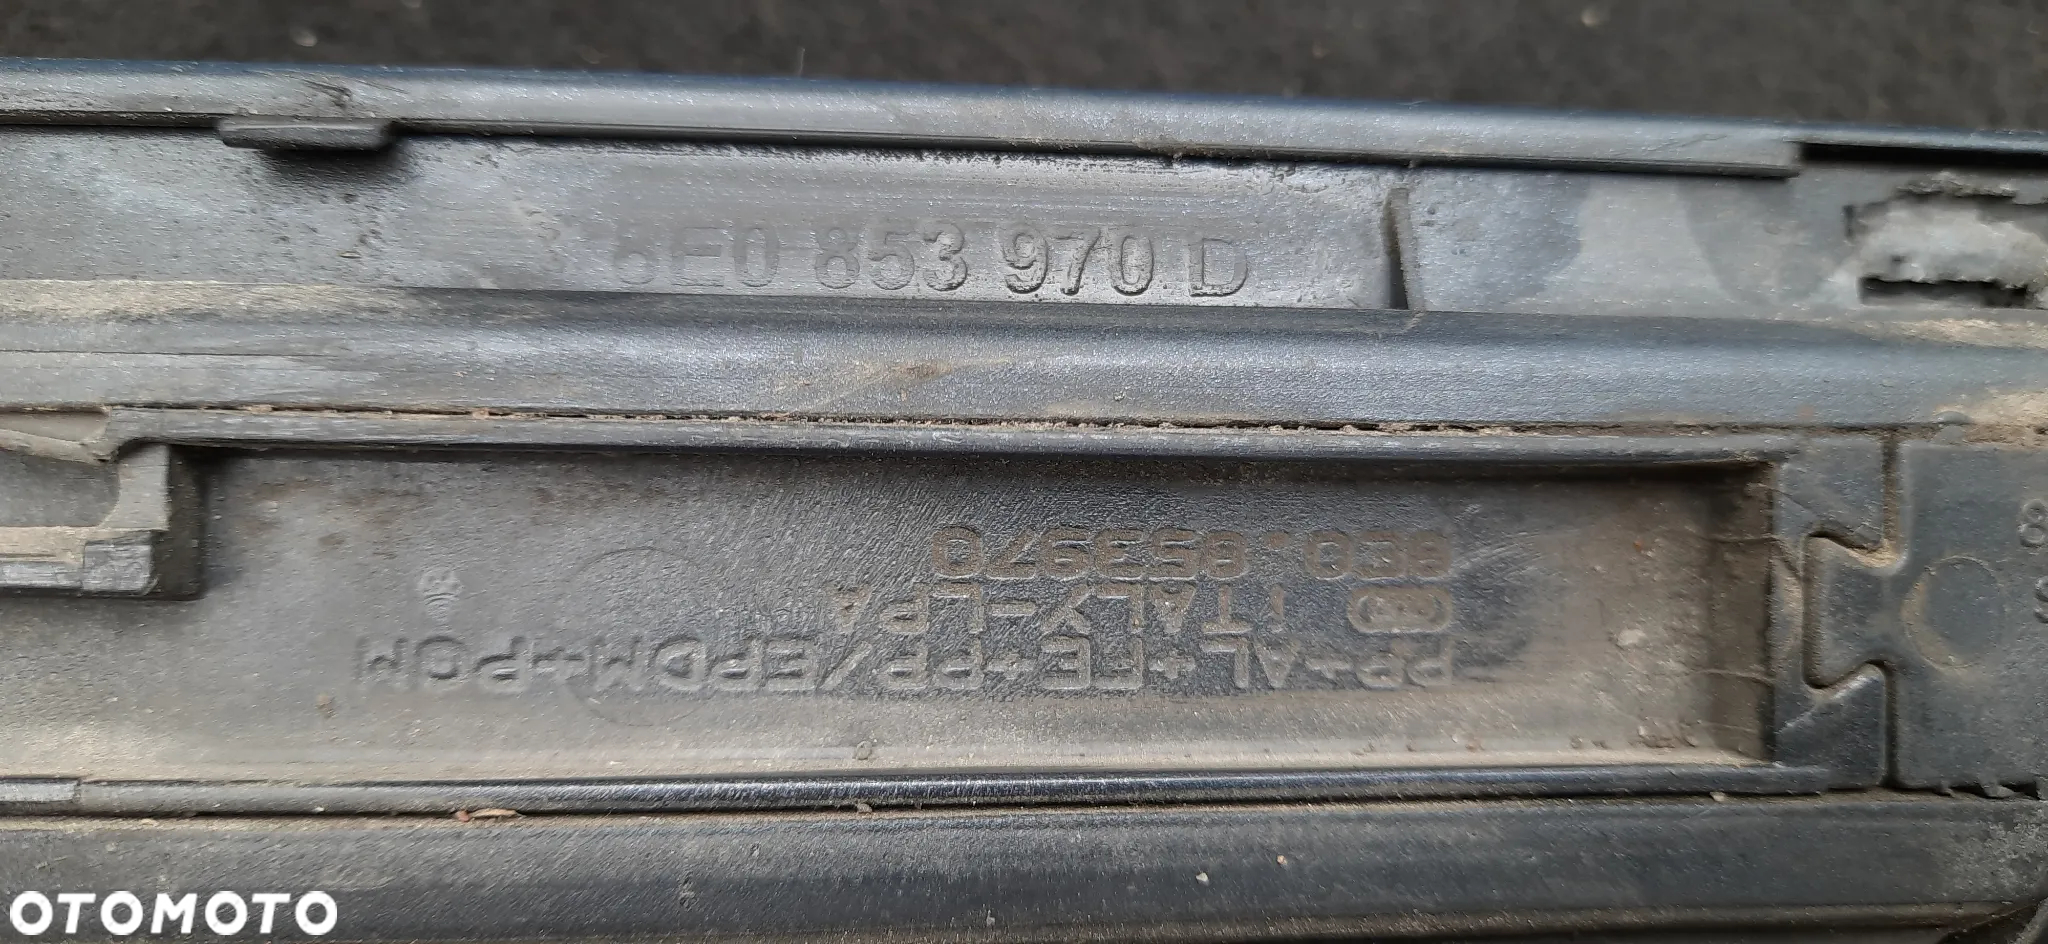 8E0 853 970 D
PP+AL+FE+PP/EPDM+POM
ITALY-LPA
8E0.853970
OTOMOTO